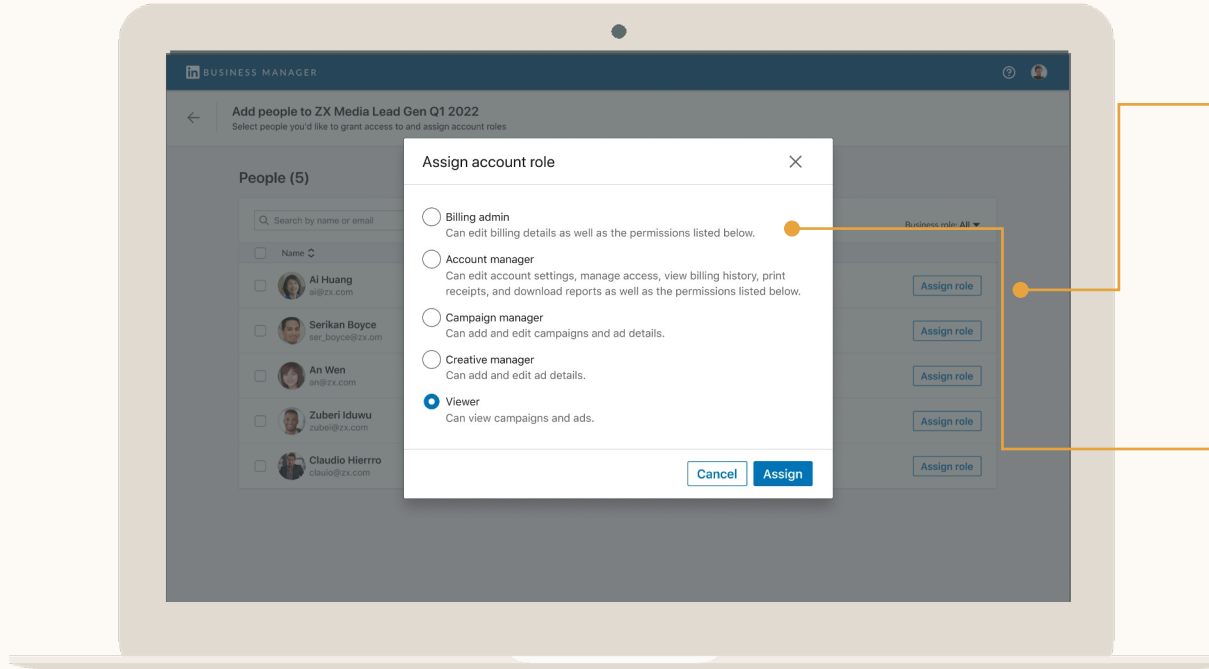 in BUSINESS MANAGER
Add people to ZX Media Lead Gen Q1 2022
Select people you'd like to grant access to and assign account roles
People (5)
Search by name or email
Business role: All
Name
Ai Huang
ai@zx.com
Assign role
Serikan Boyce
ser_boyce@zx.om
Assign role
An Wen
an@zx.com
Assign role
Zuberi Iduwu
zubei@zx.com
Assign role
Claudio Hierrro
clauio@zx.com
Assign role
Assign account role
Billing admin
Can edit billing details as well as the permissions listed below.
Account manager
Can edit account settings, manage access, view billing history, print
receipts, and download reports as well as the permissions listed below.
Campaign manager
Can add and edit campaigns and ad details.
Creative manager
Can add and edit ad details.
Viewer
Can view campaigns and ads.
Cancel
Assign